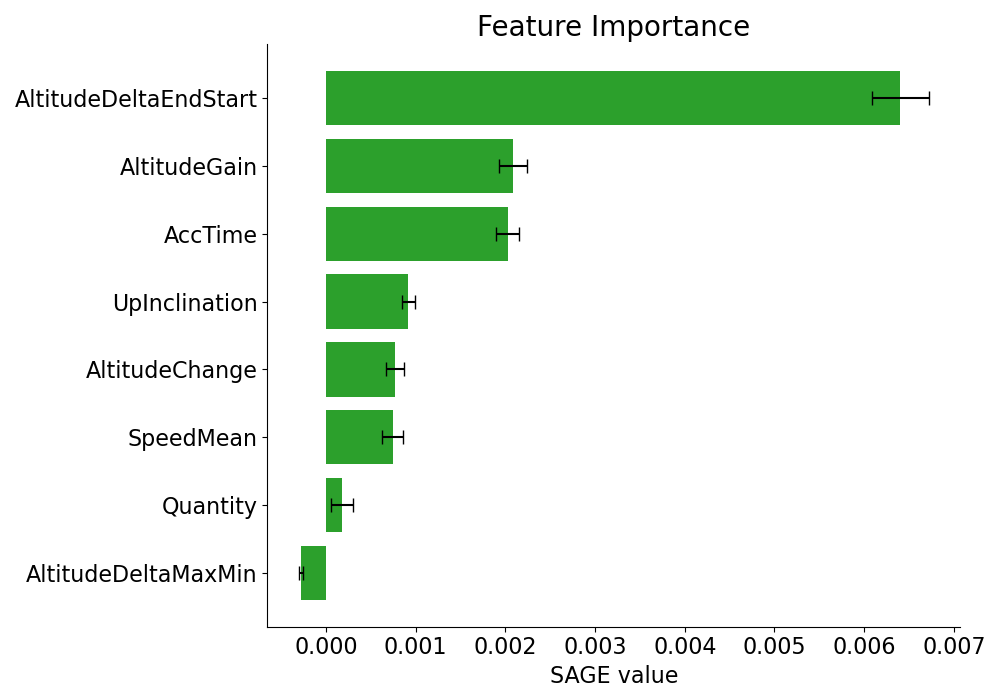 Feature Importance
AltitudeDeltaEndStart
AltitudeGain
AccTime
UpInclination
AltitudeChange
SpeedMean
Quantity
AltitudeDeltaMaxMin
0.000 0.001 0.002 0.003 0.004 0.005 0.006 0.007
SAGE value